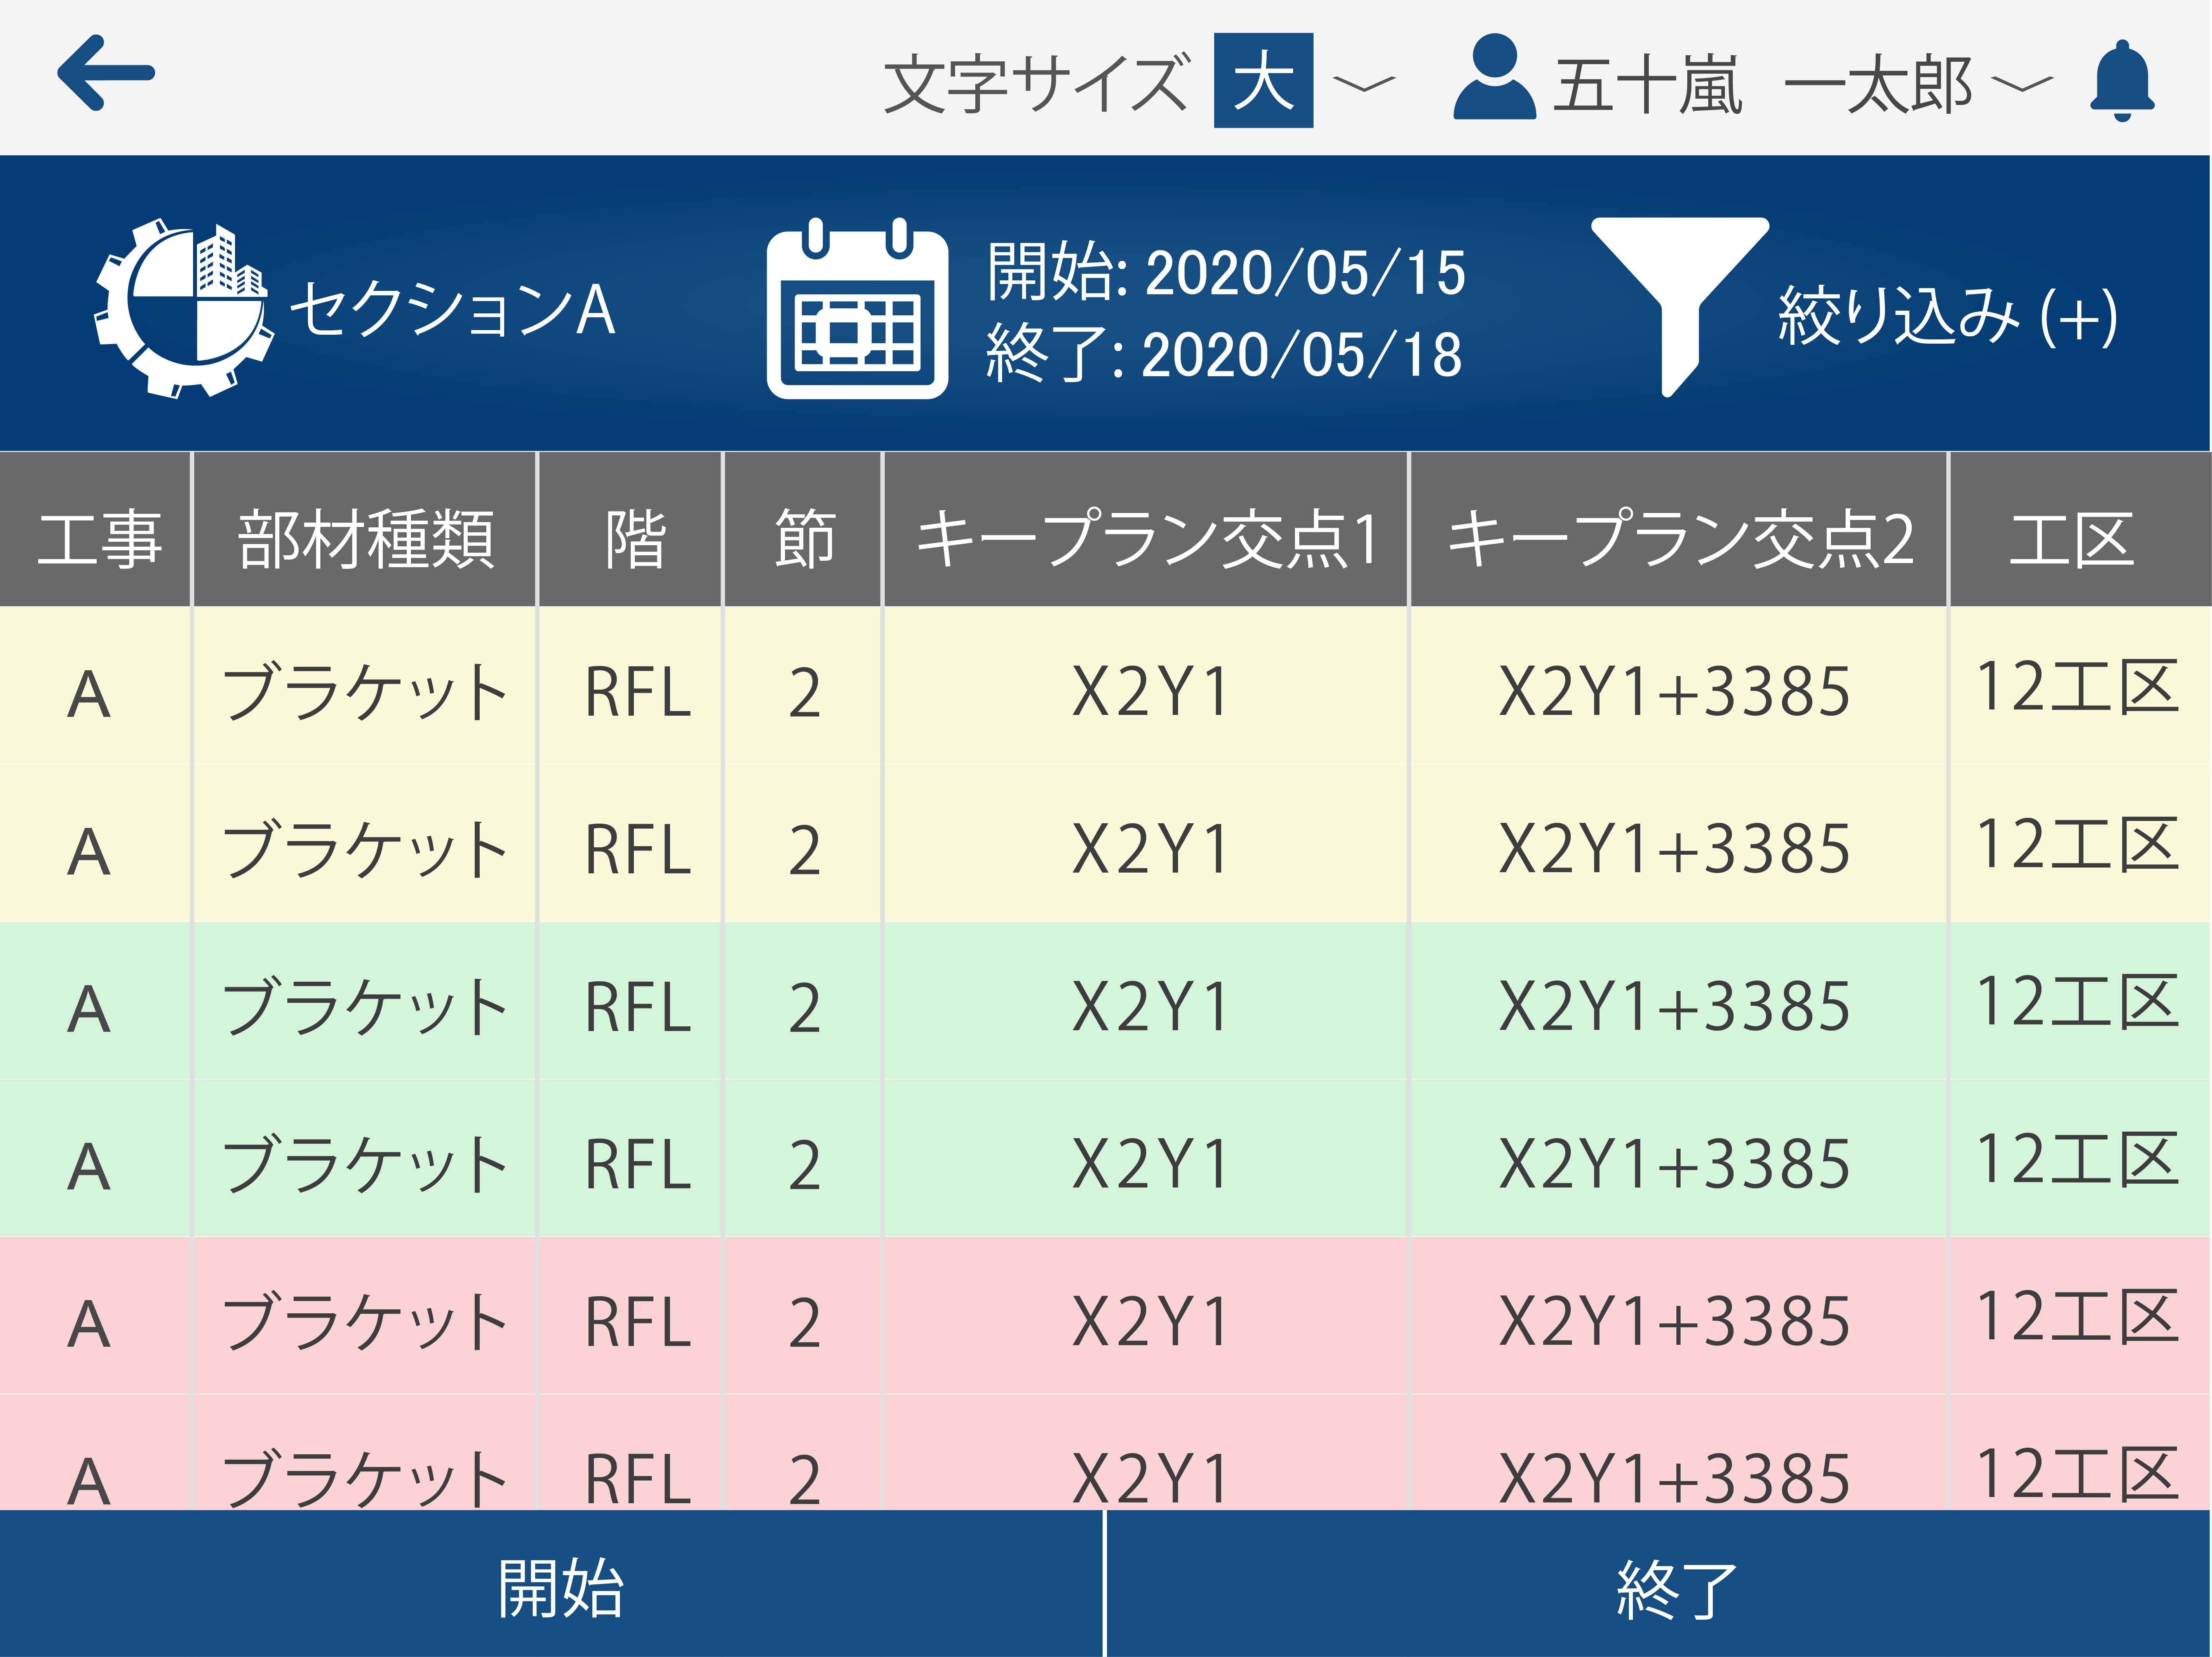 文字サイズ 大 五十嵐 一太郎
セクションA
開始: 2020/05/15
終了: 2020/05/18
絞り込み (+)
工事 部材種類 階 節 キープラン交点1 キープラン交点2 工区
A ブラケット RFL 2 X2Y1 X2Y1+3385 12工区
A ブラケット RFL 2 X2Y1 X2Y1+3385 12工区
A ブラケット RFL 2 X2Y1 X2Y1+3385 12工区
A ブラケット RFL 2 X2Y1 X2Y1+3385 12工区
A ブラケット RFL 2 X2Y1 X2Y1+3385 12工区
A ブラケット RFL 2 X2Y1 X2Y1+3385 12工区
開始 終了